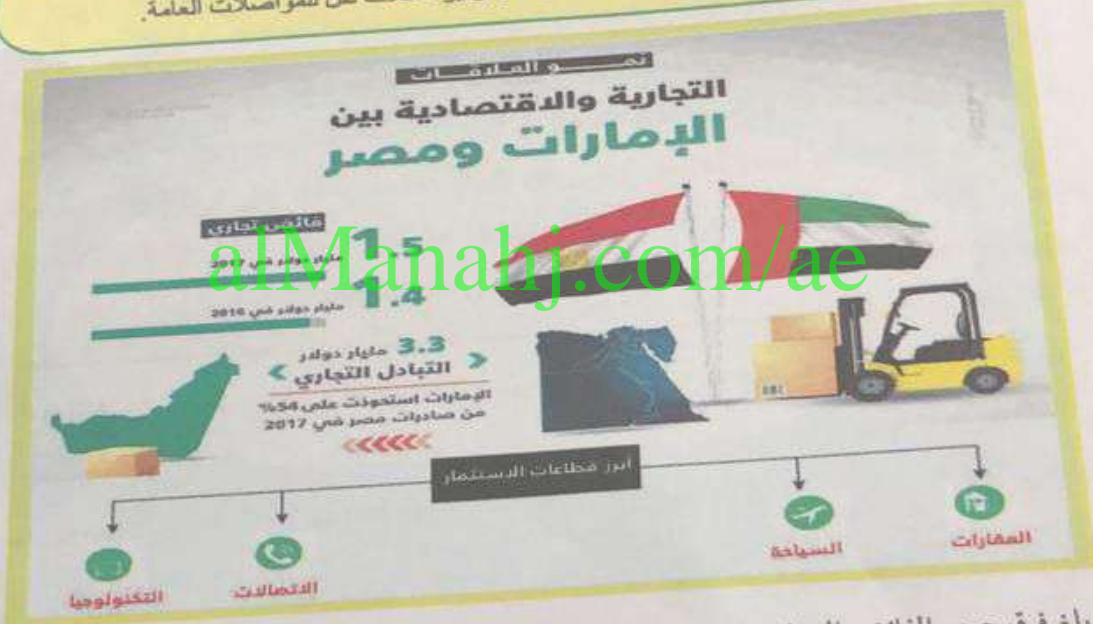 للمواصلات العامة.
نمو العلاقات
التجارية والاقتصادية بين
الإمارات ومصر
فائض تجاري
1.5
مليار دولار في 2017
1.4
مليار دولار في 2016
3.3 مليار دولار
التبادل التجاري
الإمارات استحوذت على 54%
من صادرات مصر في 2017
alManahj.com/ae
أبرز قطاعات الاستثمار
العقارات
السياحة
الاتصالات
التكنولوجيا